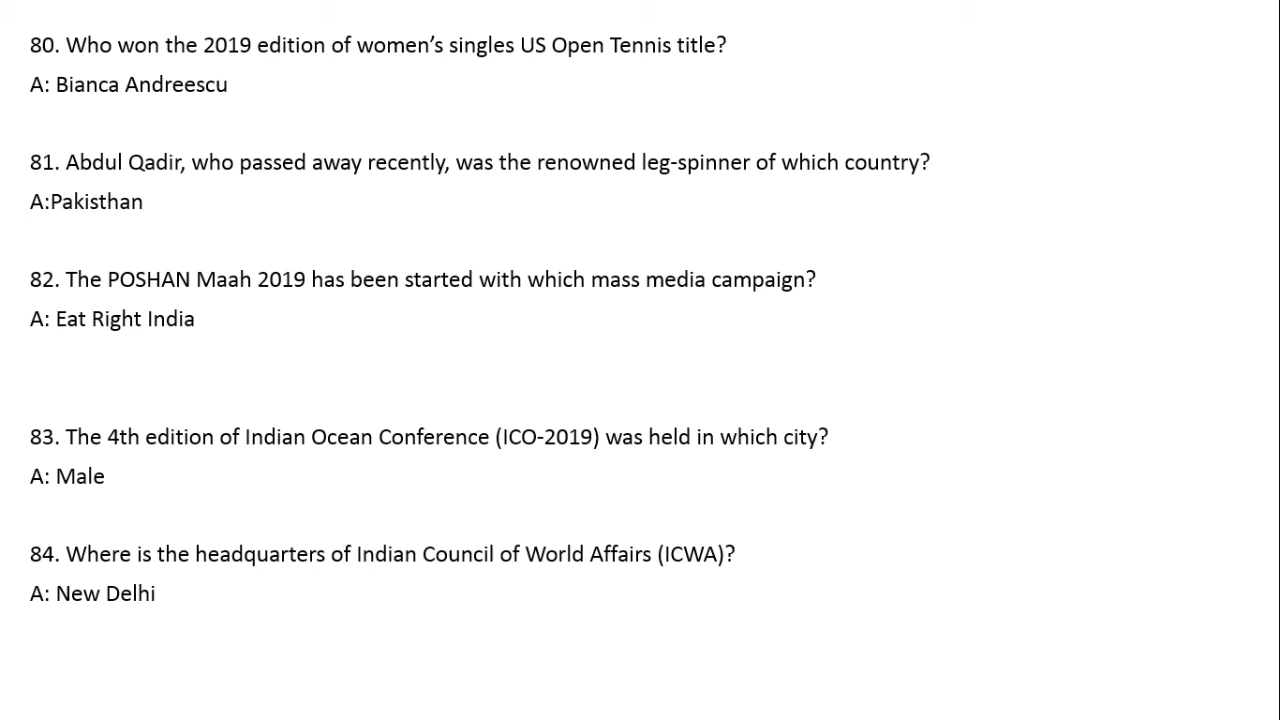 80. Who won the 2019 edition of women’s singles US Open Tennis title?
A: Bianca Andreescu
81. Abdul Qadir, who passed away recently, was the renowned leg-spinner of which country?
A:Pakisthan
82. The POSHAN Maah 2019 has been started with which mass media campaign?
A: Eat Right India
83. The 4th edition of Indian Ocean Conference (ICO-2019) was held in which city?
A: Male
84. Where is the headquarters of Indian Council of World Affairs (ICWA)?
A: New Delhi